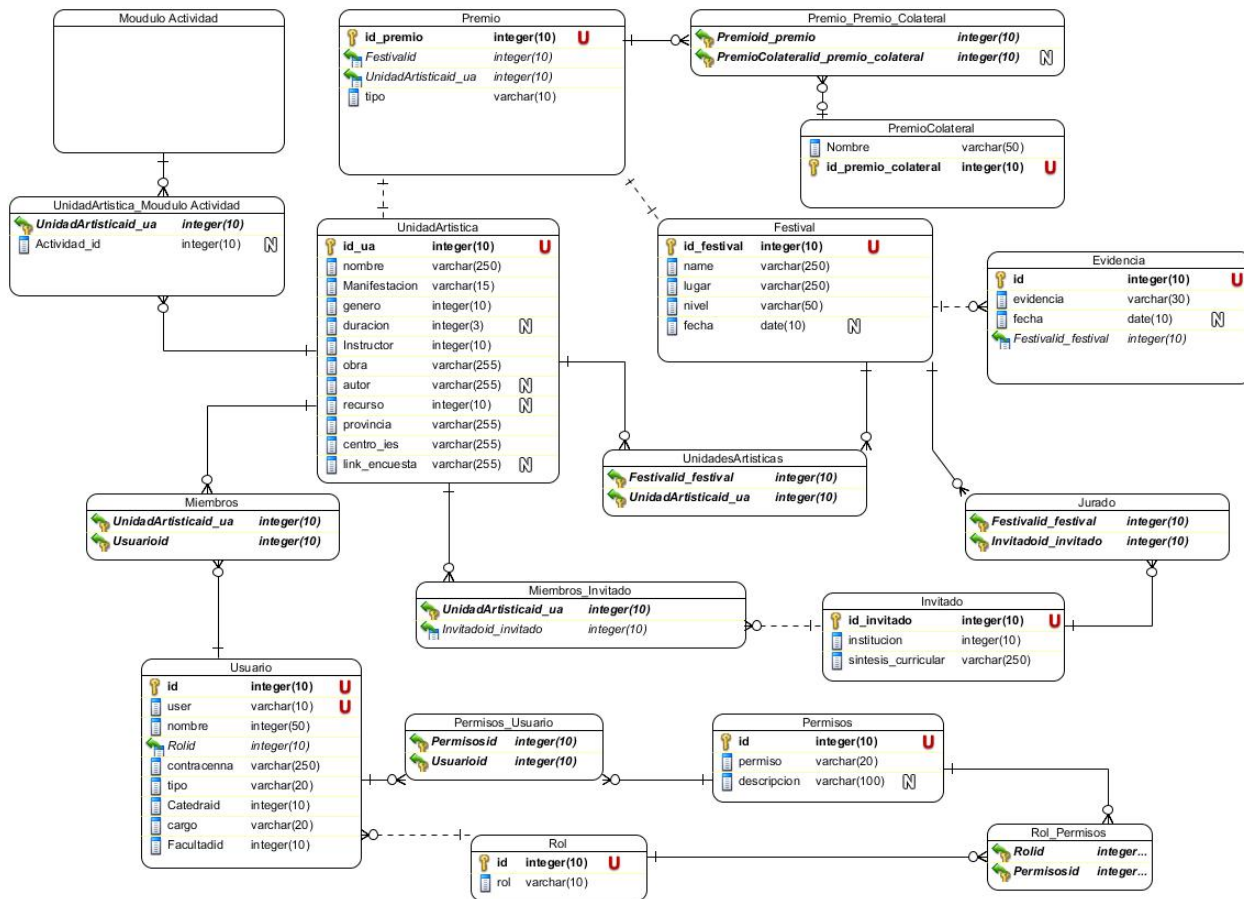 Moudulo Actividad
Premio
id_premio integer(10) U
Festivalid integer(10)
UnidadArtisticaid_ua integer(10)
tipo varchar(10)
Premio_Premio_Colateral
Premioid_premio integer(10)
PremioColateralid_premio_colateral integer(10) N
PremioColateral
Nombre varchar(50)
id_premio_colateral integer(10) U
UnidadArtistica_Moudulo Actividad
UnidadArtisticaid_ua integer(10)
Actividad_id integer(10) N
UnidadArtistica
id_ua integer(10) U
nombre varchar(250)
Manifestacion varchar(15)
genero integer(10)
duracion integer(3) N
Instructor integer(10)
obra varchar(255)
autor varchar(255) N
recurso integer(10) N
provincia varchar(255)
centro_ies varchar(255)
link_encuesta varchar(255) N
Festival
id_festival integer(10) U
name varchar(250)
lugar varchar(250)
nivel varchar(50)
fecha date(10) N
Evidencia
id integer(10) U
evidencia varchar(30)
fecha date(10) N
Festivalid_festival integer(10)
UnidadesArtisticas
Festivalid_festival integer(10)
UnidadArtisticaid_ua integer(10)
Miembros
UnidadArtisticaid_ua integer(10)
Usuarioid integer(10)
Jurado
Festivalid_festival integer(10)
Invitadoid_invitado integer(10)
Miembros_Invitado
UnidadArtisticaid_ua integer(10)
Invitadoid_invitado integer(10)
Invitado
id_invitado integer(10) U
institucion integer(10)
sintesis_curricular varchar(250)
Usuario
id integer(10) U
user varchar(10) U
nombre integer(50)
Rolid integer(10)
contracenna varchar(250)
tipo varchar(20)
Catedraid integer(10)
cargo varchar(20)
Facultadid integer(10)
Permisos_Usuario
Permisosid integer(10)
Usuarioid integer(10)
Permisos
id integer(10) U
permiso varchar(20)
descripcion varchar(100) N
Rol
id integer(10) U
rol varchar(10)
Rol_Permisos
Rolid integer...
Permisosid integer...